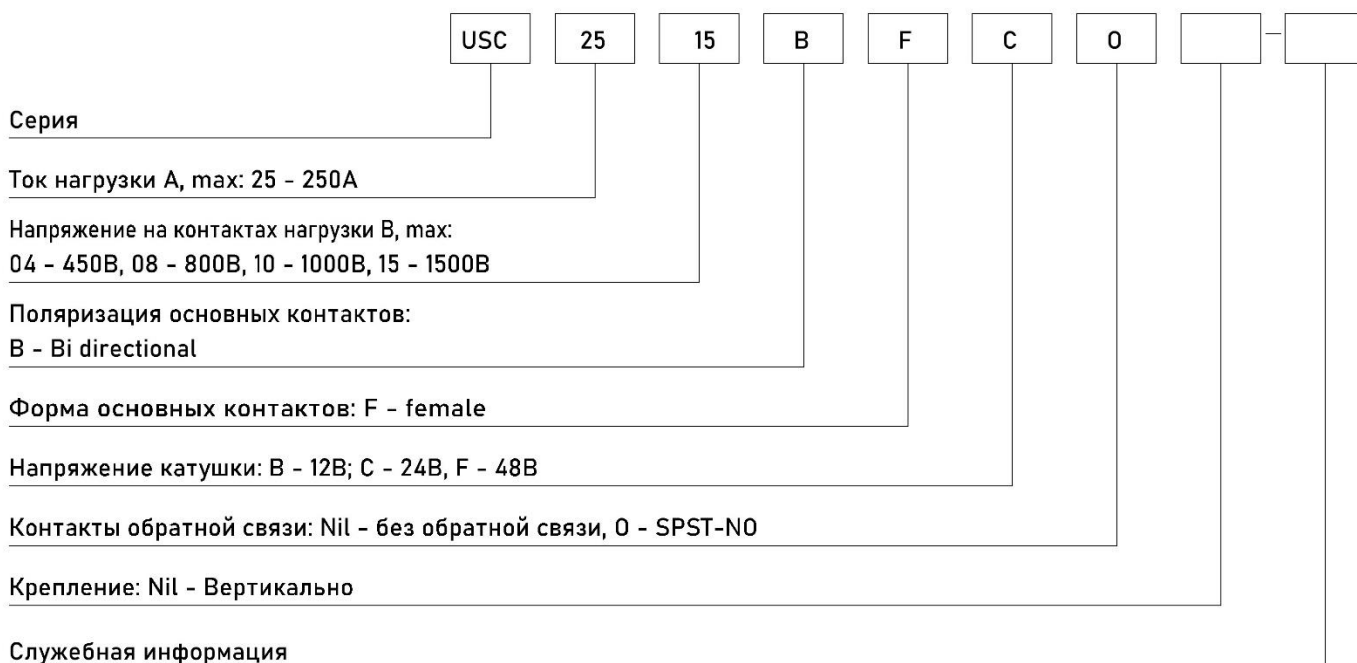 USC 25 15 B F C O –
Серия
Ток нагрузки А, max: 25 - 250А
Напряжение на контактах нагрузки В, max:
04 - 450В, 08 - 800В, 10 - 1000В, 15 - 1500В
Поляризация основных контактов:
B - Bi directional
Форма основных контактов: F - female
Напряжение катушки: B - 12В; C - 24В, F - 48В
Контакты обратной связи: Nil - без обратной связи, O - SPST-NO
Крепление: Nil - Вертикально
Служебная информация